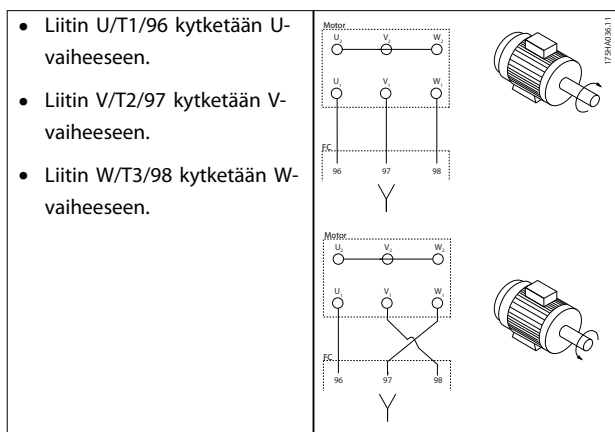 • Liitin U/T1/96 kytketään U-
vaiheeseen.
• Liitin V/T2/97 kytketään V-
vaiheeseen.
• Liitin W/T3/98 kytketään W-
vaiheeseen.
Motor
U₂ V₂ W₂
U₁ V₁ W₁
FC
96 97 98
175HA036.11
Motor
U₂ V₂ W₂
U₁ V₁ W₁
FC
96 97 98